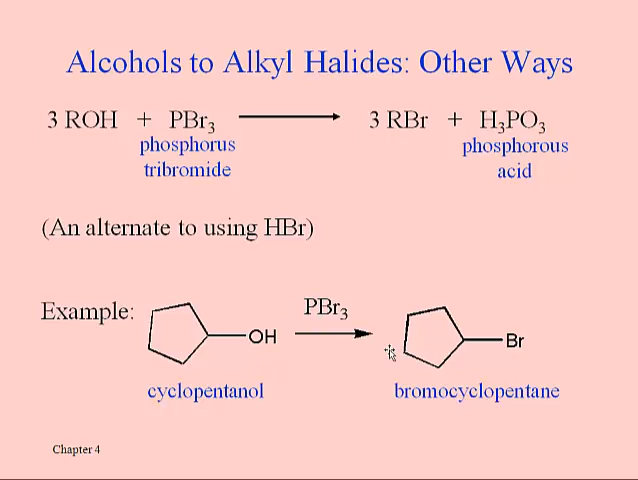 Alcohols to Alkyl Halides: Other Ways
3 ROH + PBr3 3 RBr + H3PO3
phosphorus phosphorous
tribromide acid
(An alternate to using HBr)
Example: OH PBr3 Br
cyclopentanol bromocyclopentane
Chapter 4